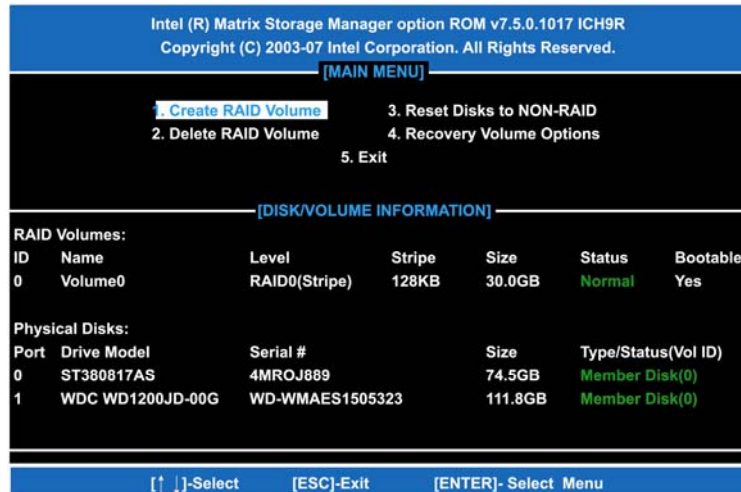 Intel (R) Matrix Storage Manager option ROM v7.5.0.1017 ICH9R
Copyright (C) 2003-07 Intel Corporation. All Rights Reserved.
[MAIN MENU]
1. Create RAID Volume 3. Reset Disks to NON-RAID
2. Delete RAID Volume 4. Recovery Volume Options
5. Exit
[DISK/VOLUME INFORMATION]
RAID Volumes:
ID Name Level Stripe Size Status Bootable
0 Volume0 RAID0(Stripe) 128KB 30.0GB Normal Yes
Physical Disks:
Port Drive Model Serial # Size Type/Status(Vol ID)
0 ST380817AS 4MROJ889 74.5GB Member Disk(0)
1 WDC WD1200JD-00G WD-WMAES1505323 111.8GB Member Disk(0)
[↑ ↓]-Select [ESC]-Exit [ENTER]- Select Menu